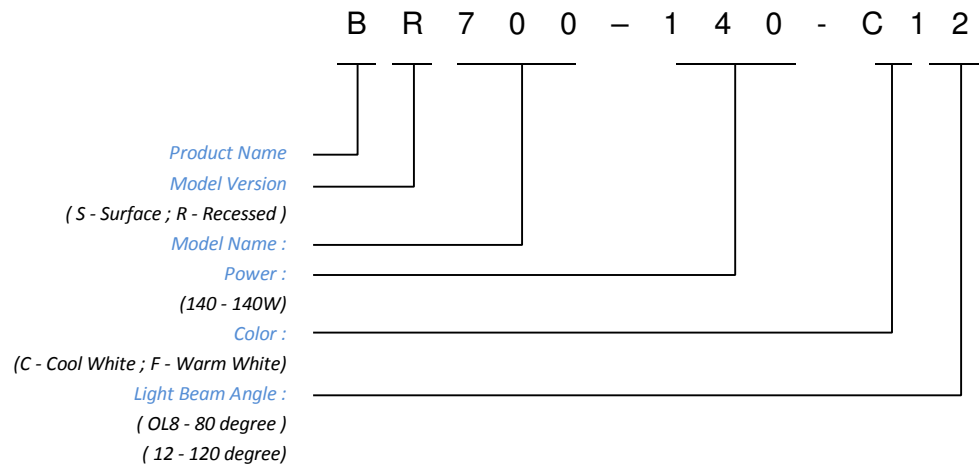 B R 7 0 0 – 1 4 0 - C 1 2
Product Name
Model Version
( S - Surface ; R - Recessed )
Model Name :
Power :
(140 - 140W)
Color :
(C - Cool White ; F - Warm White)
Light Beam Angle :
( OL8 - 80 degree )
( 12 - 120 degree)